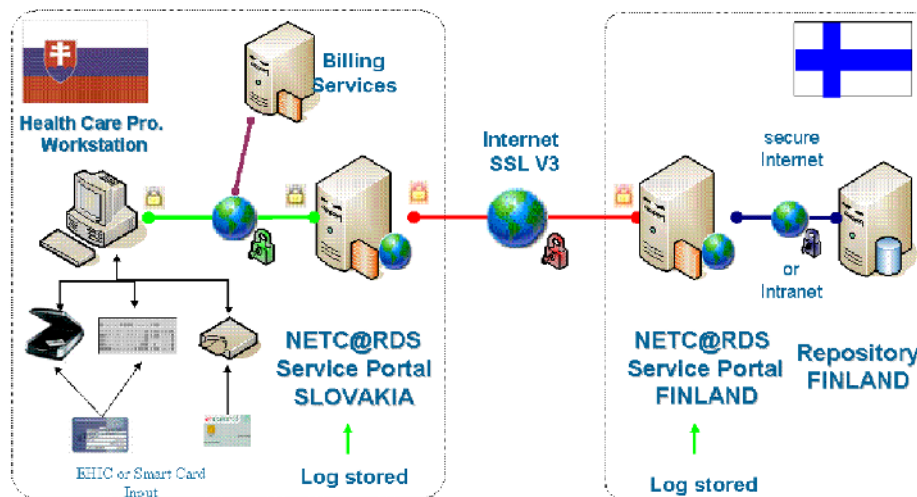 Billing
Services
Health Care Pro.
Workstation
Internet
SSL V3
secure
Internet
or
Intranet
NETC@RDS
Service Portal
SLOVAKIA
NETC@RDS
Service Portal
FINLAND
Repository
FINLAND
EHIC or Smart Card
Input
Log stored
Log stored